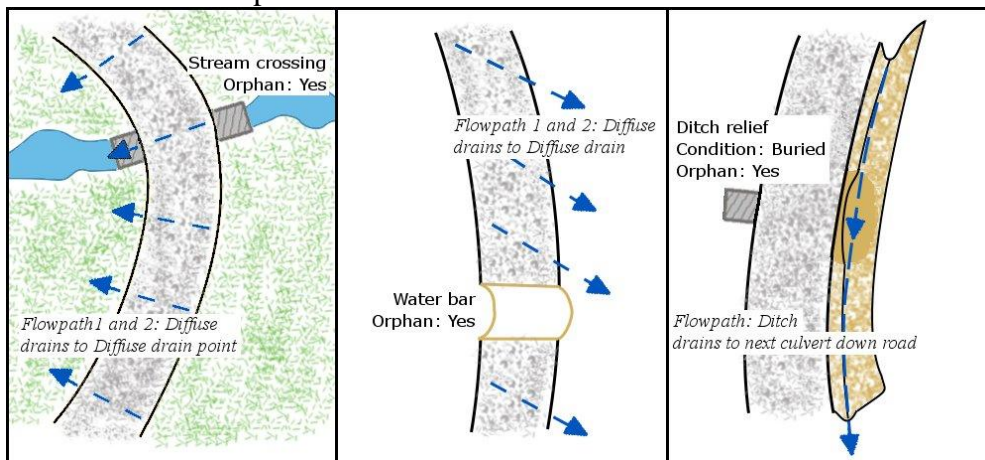 Stream crossing
Orphan: Yes
Flowpath1 and 2: Diffuse
drains to Diffuse drain point
Flowpath 1 and 2: Diffuse
drains to Diffuse drain
Water bar
Orphan: Yes
Ditch relief
Condition: Buried
Orphan: Yes
Flowpath: Ditch
drains to next culvert down road